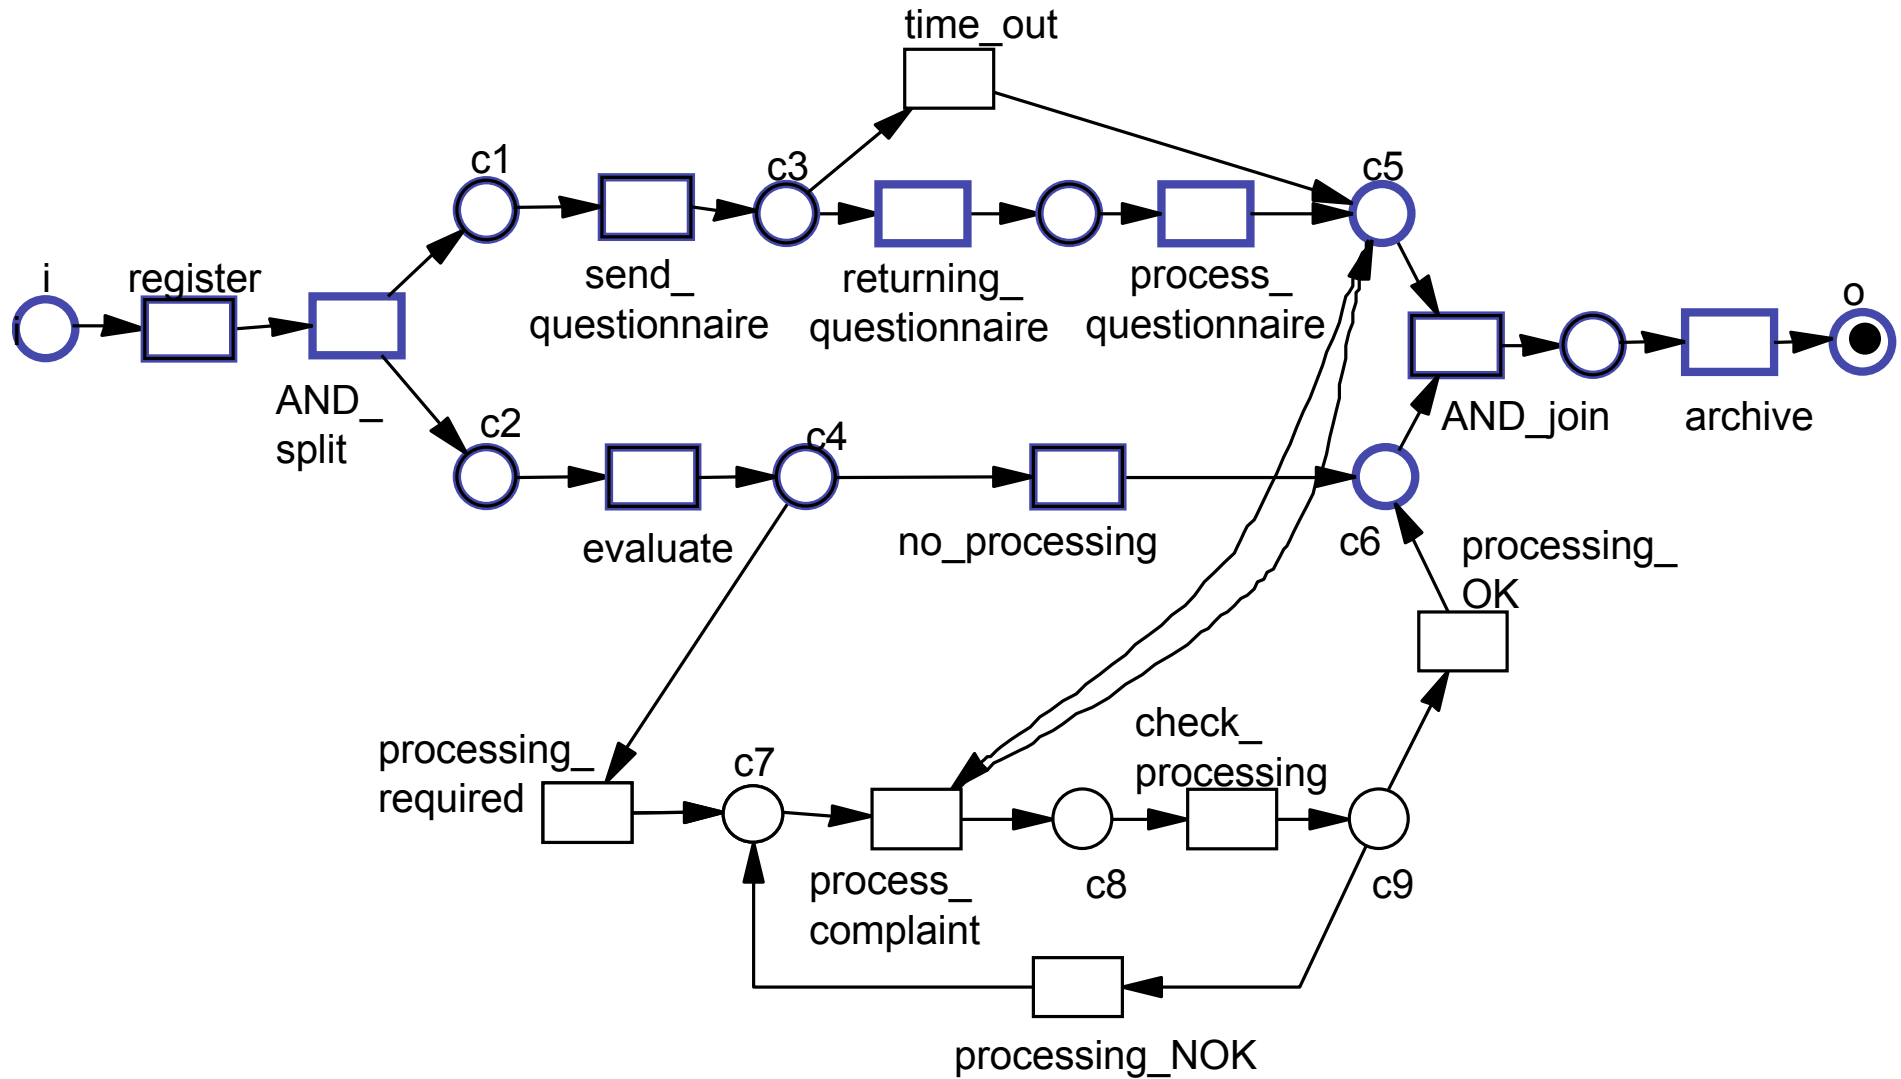 time_out
c1
c3
c5
i
register
i
send_
questionnaire
returning_
questionnaire
process_
questionnaire
o
AND_
split
c2
c4
AND_join
archive
evaluate
no_processing
c6
processing_
OK
processing_
required
c7
check_
processing
process_
complaint
c8
c9
processing_NOK